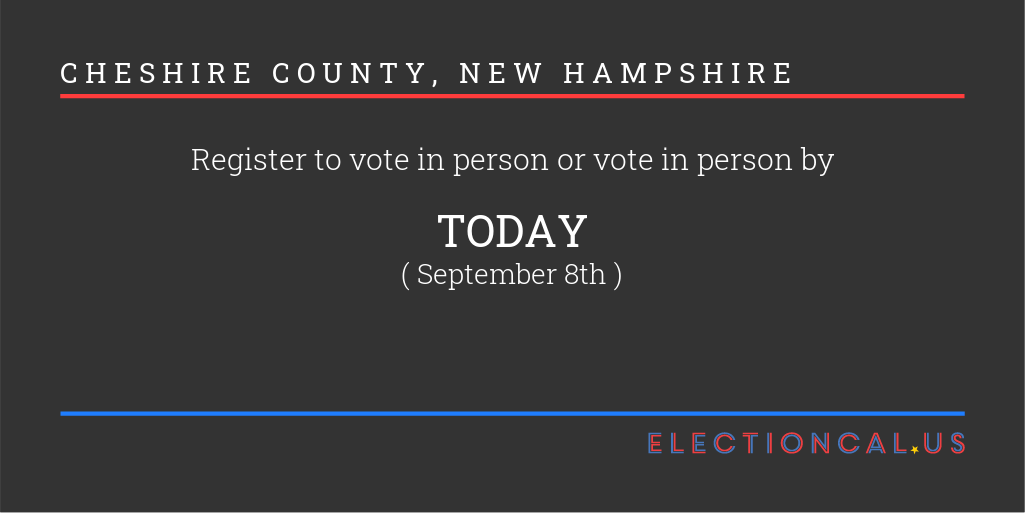 CHESHIRE COUNTY, NEW HAMPSHIRE
Register to vote in person or vote in person by
TODAY
( September 8th )
ELECTIONCAL.US